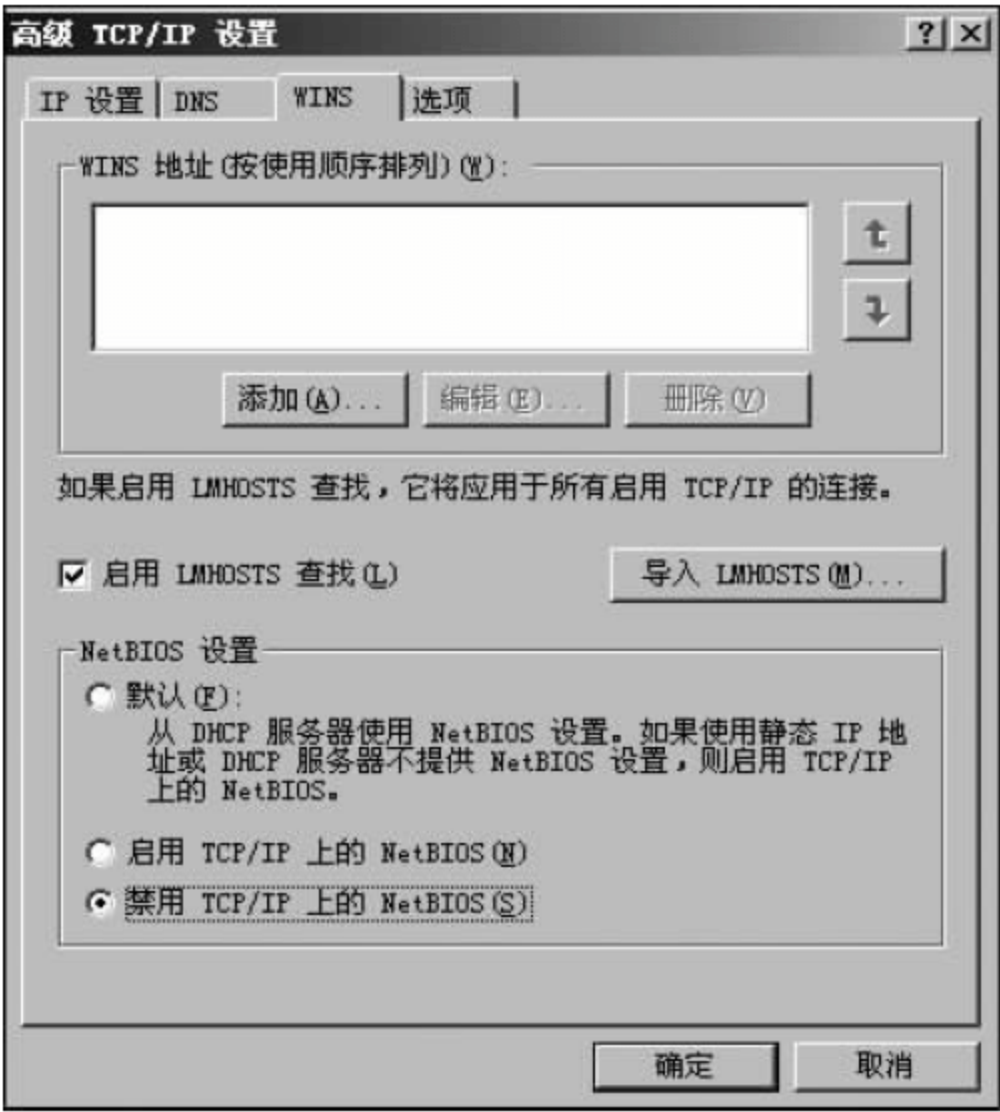 高级 TCP/IP 设置
IP 设置 DNS WINS 选项
WINS 地址(按使用顺序排列)(W):
添加(A)... 编辑(E)... 删除(V)
如果启用 LMHOSTS 查找，它将应用于所有启用 TCP/IP 的连接。
启用 LMHOSTS 查找(L) 导入 LMHOSTS(M)...
NetBIOS 设置
默认(F):
从 DHCP 服务器使用 NetBIOS 设置。如果使用静态 IP 地
址或 DHCP 服务器不提供 NetBIOS 设置，则启用 TCP/IP
上的 NetBIOS。
启用 TCP/IP 上的 NetBIOS(N)
禁用 TCP/IP 上的 NetBIOS(S)
确定 取消